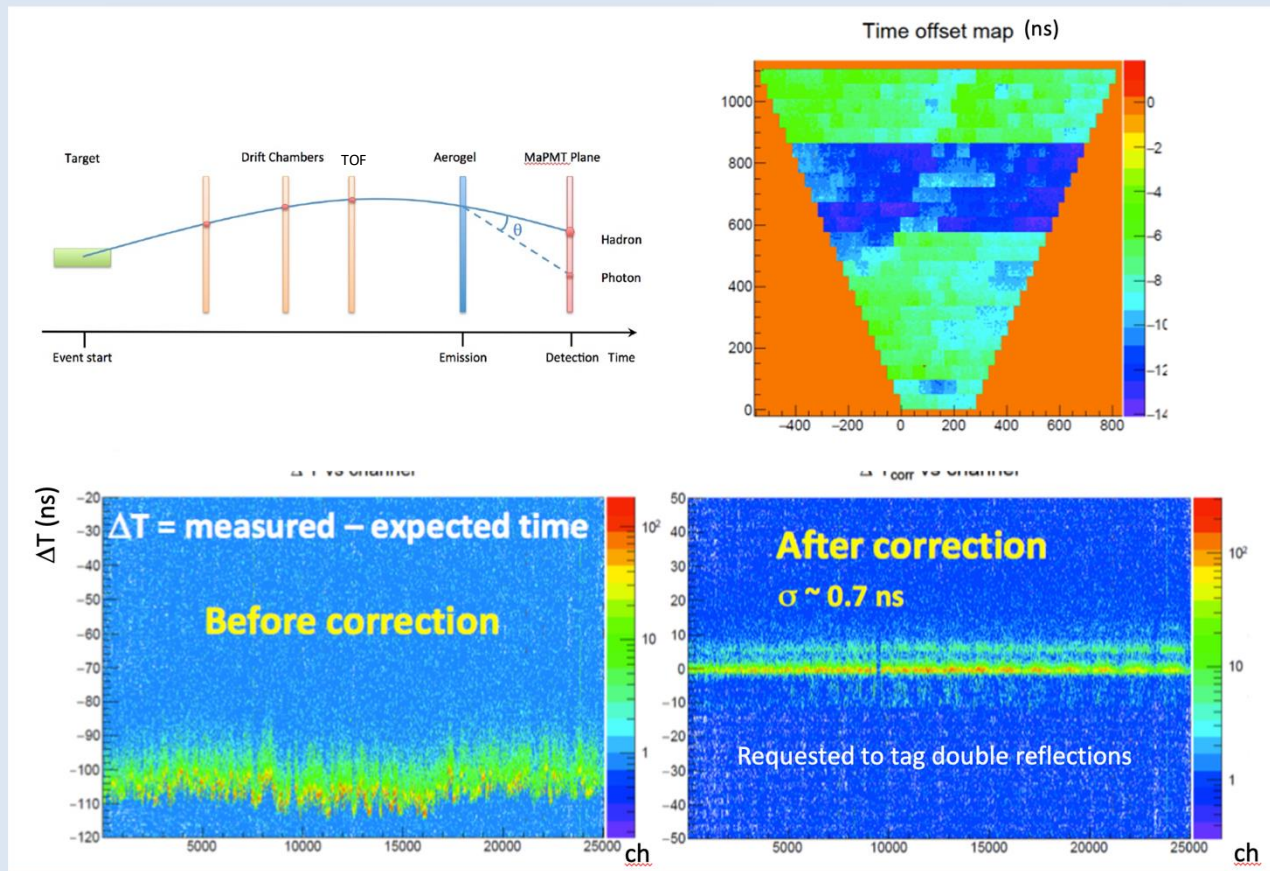 Target
Drift Chambers
TOF
Aerogel
MaPMT Plane
θ
Hadron
Photon
Event start
Emission
Detection
Time
Time offset map (ns)
1000
800
600
400
200
0
−400
−200
0
200
400
600
800
0
−2
−4
−6
−8
−10
−12
−14
ΔT (ns)
ΔT = measured – expected time
Before correction
−20
−30
−40
−50
−60
−70
−80
−90
−100
−110
−120
5000
10000
15000
20000
25000
ch
10²
10
1
After correction
σ ~ 0.7 ns
Requested to tag double reflections
50
40
30
20
10
0
−10
−20
−30
−40
−50
5000
10000
15000
20000
25000
ch
10²
10
1